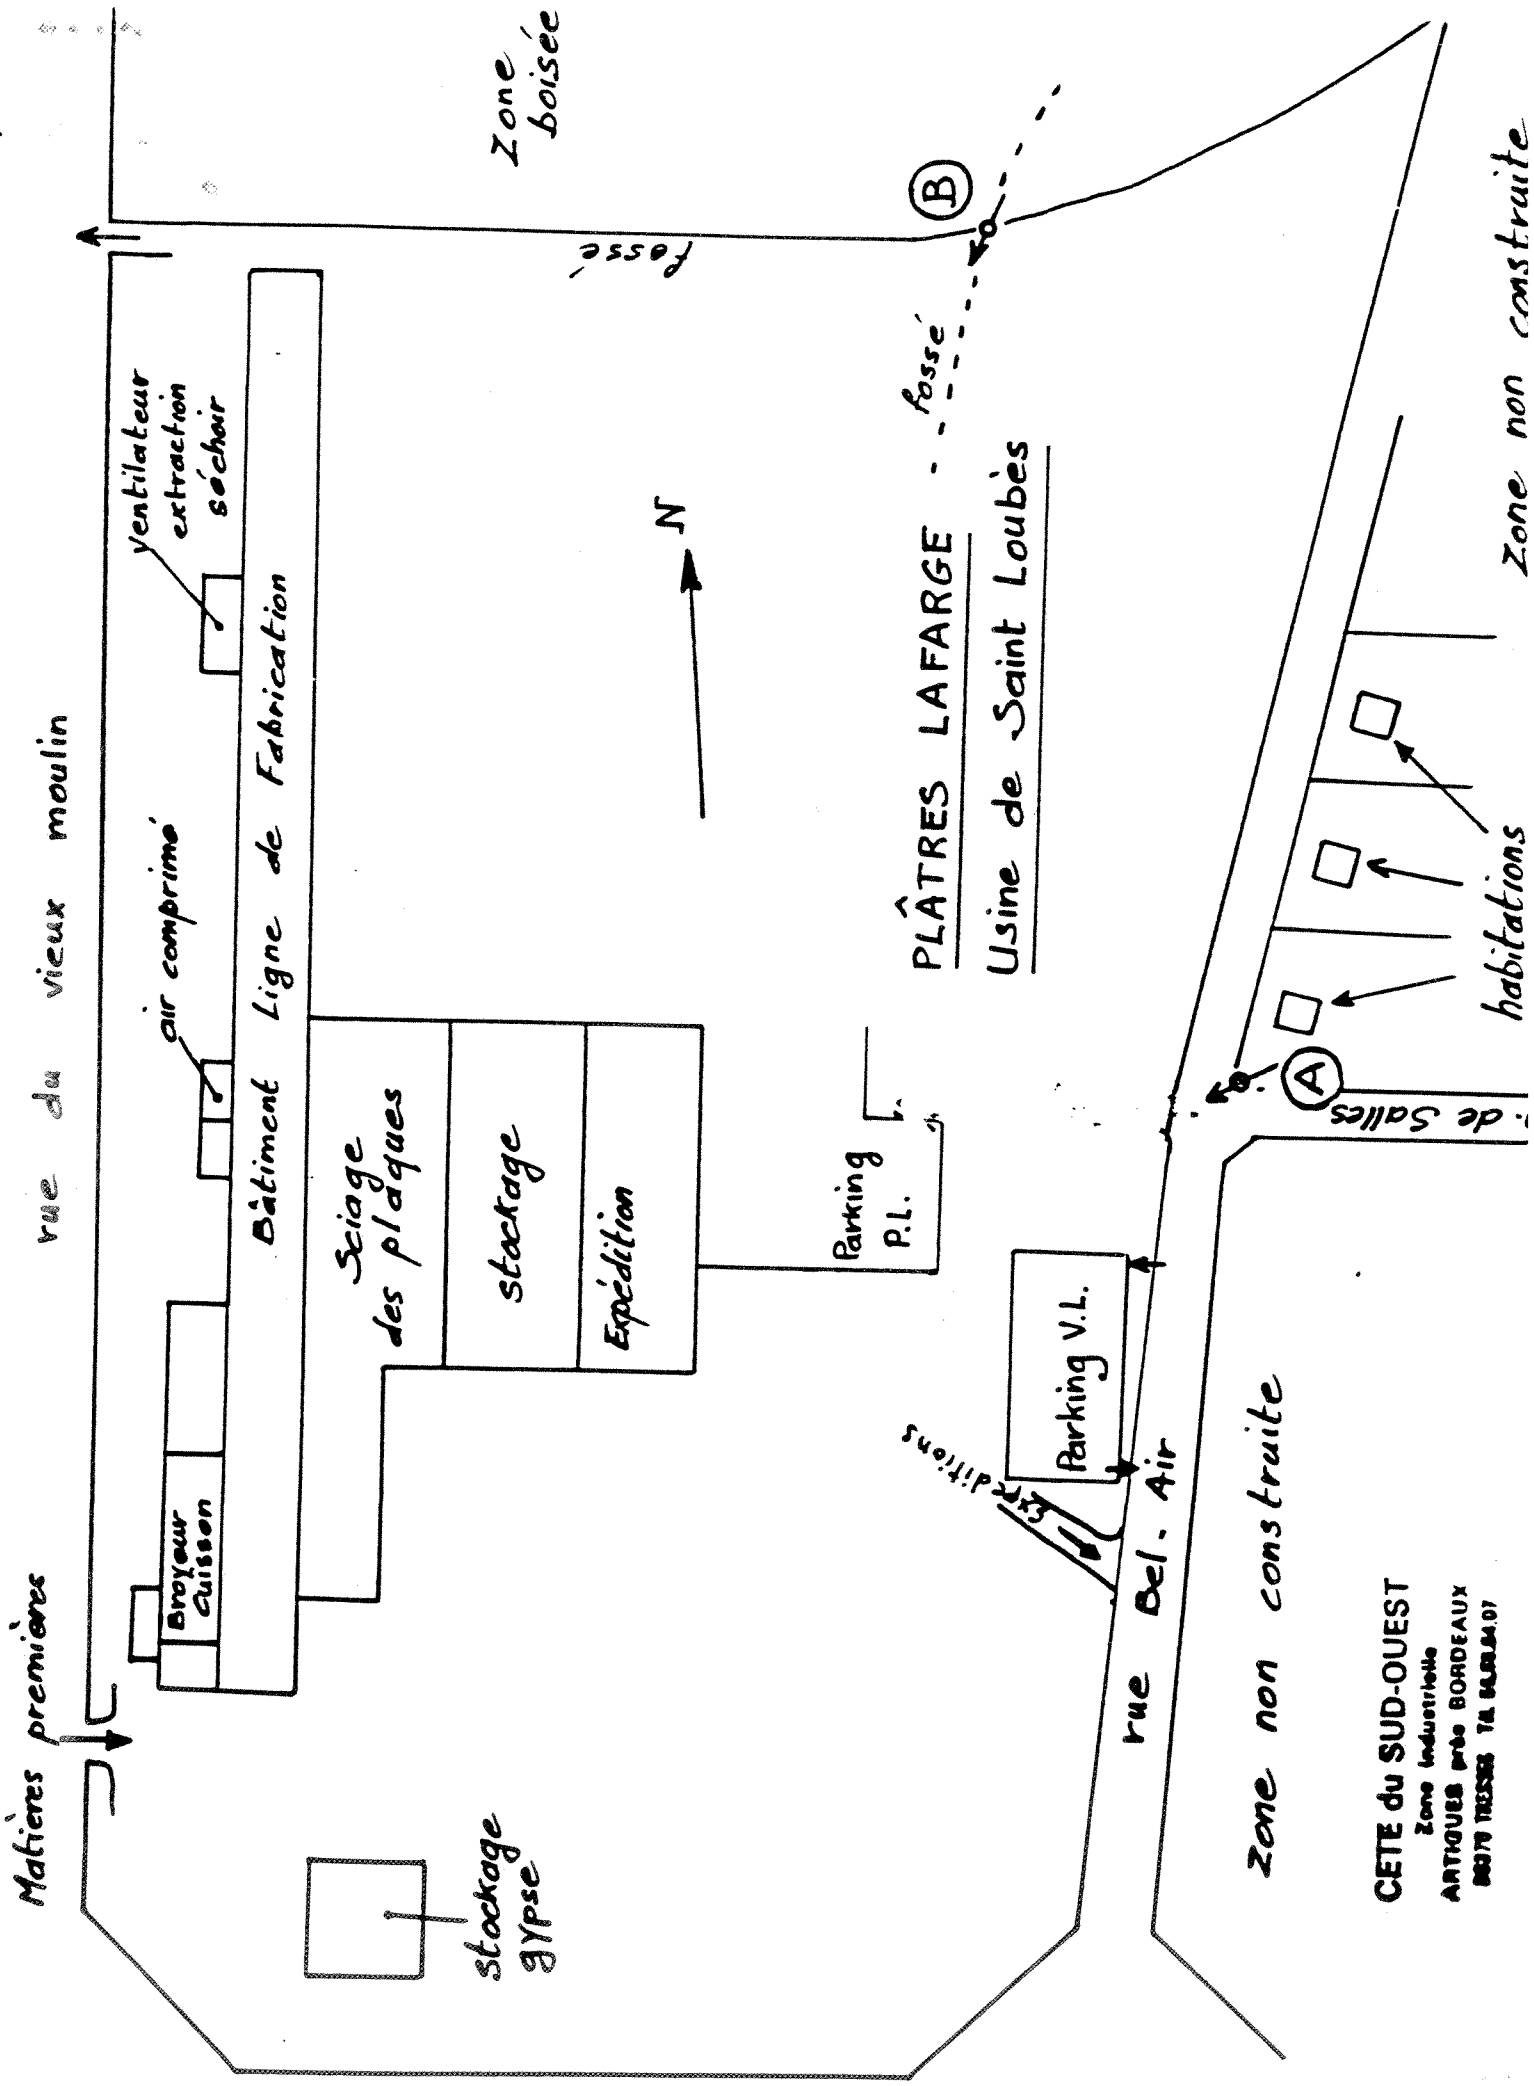 Matières premières
rue du vieux moulin
air comprimé
ventilateur
extraction
séchoir
Broyeur
cuisson
Bâtiment Ligne de Fabrication
fossé
Zone
boisée
Sciage
des plaques
stockage
Expédition
stockage
gypse
N
Parking
P.L.
PLÂTRES LAFARGE
Usine de Saint Loubès
fossé
B
Expéditions
Parking V.L.
rue Bel. Air
A
de Salles
habitations
Zone non construite
Zone non construite
CETE du SUD-OUEST
Zone Industrielle
ARTIGUES près BORDEAUX
TRESSES Tél.